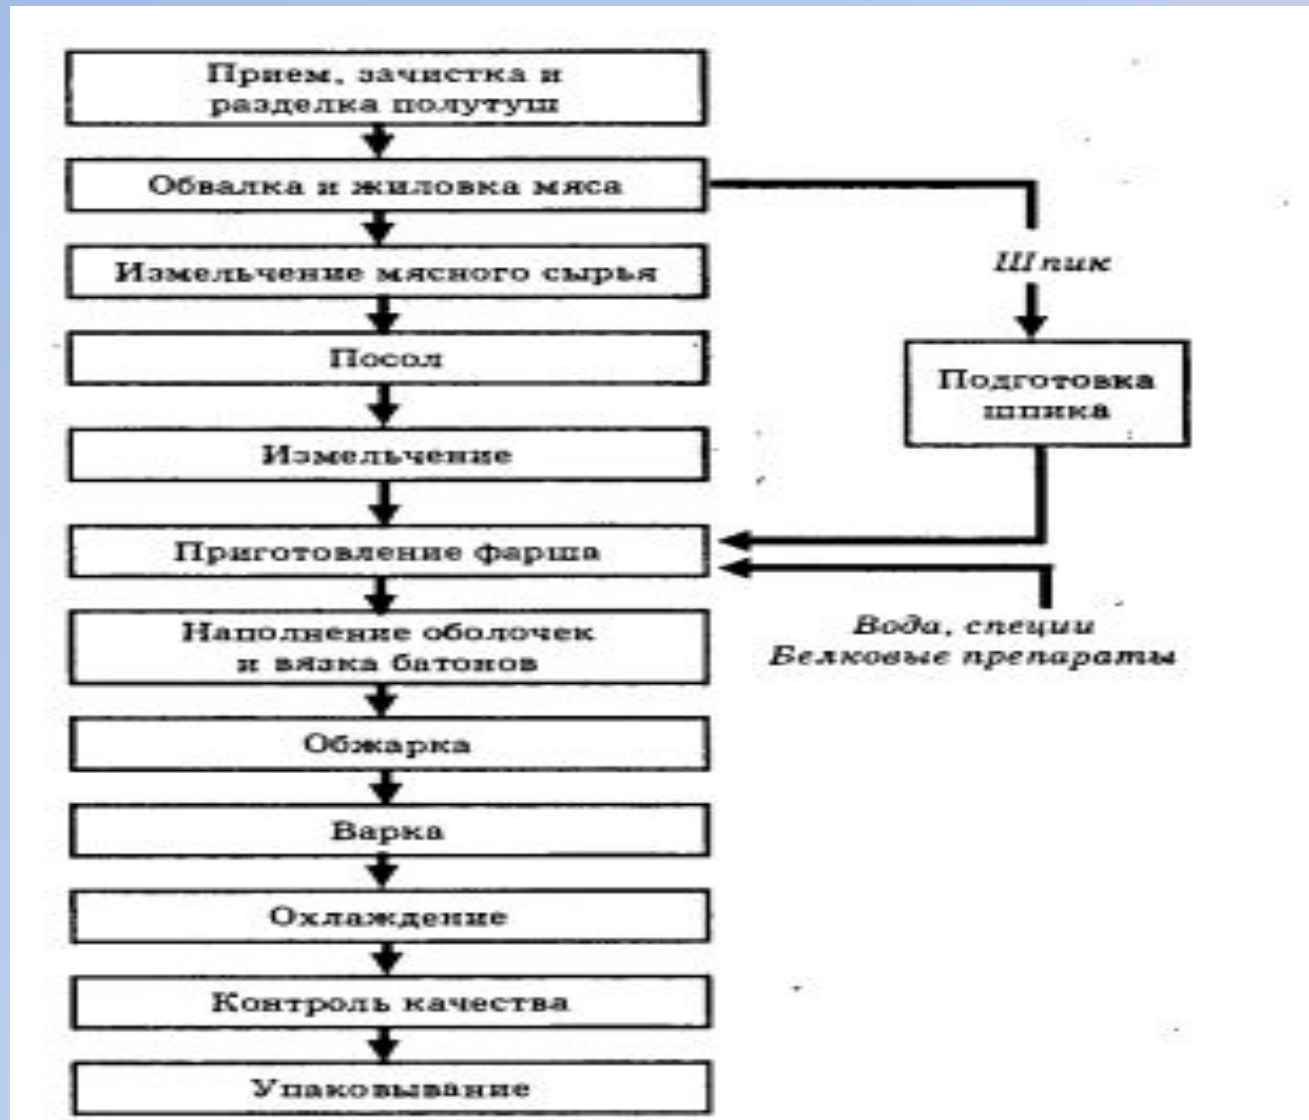 Прием, зачистка и
разделка полутуш
Обвалка и жиловка мяса
Измельчение мясного сырья
Шпик
Посол
Подготовка
шпика
Измельчение
Приготовление фарша
Вода, специи
Белковые препараты
Наполнение оболочек
и вязка батонов
Обжарка
Варка
Охлаждение
Контроль качества
Упаковывание